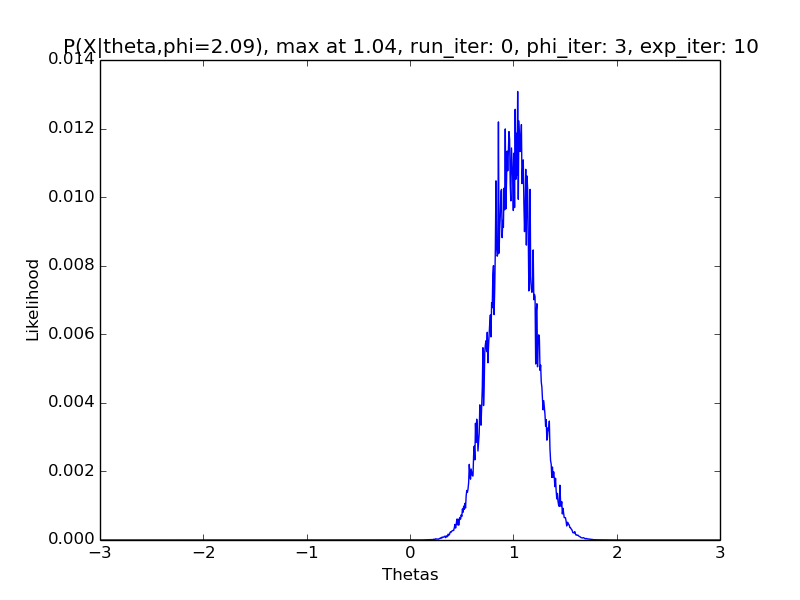 P(X|theta,phi=2.09), max at 1.04, run_iter: 0, phi_iter: 3, exp_iter: 10
0.014
0.012
0.010
0.008
0.006
0.004
0.002
0.000
Likelihood
−3 −2 −1 0 1 2 3
Thetas